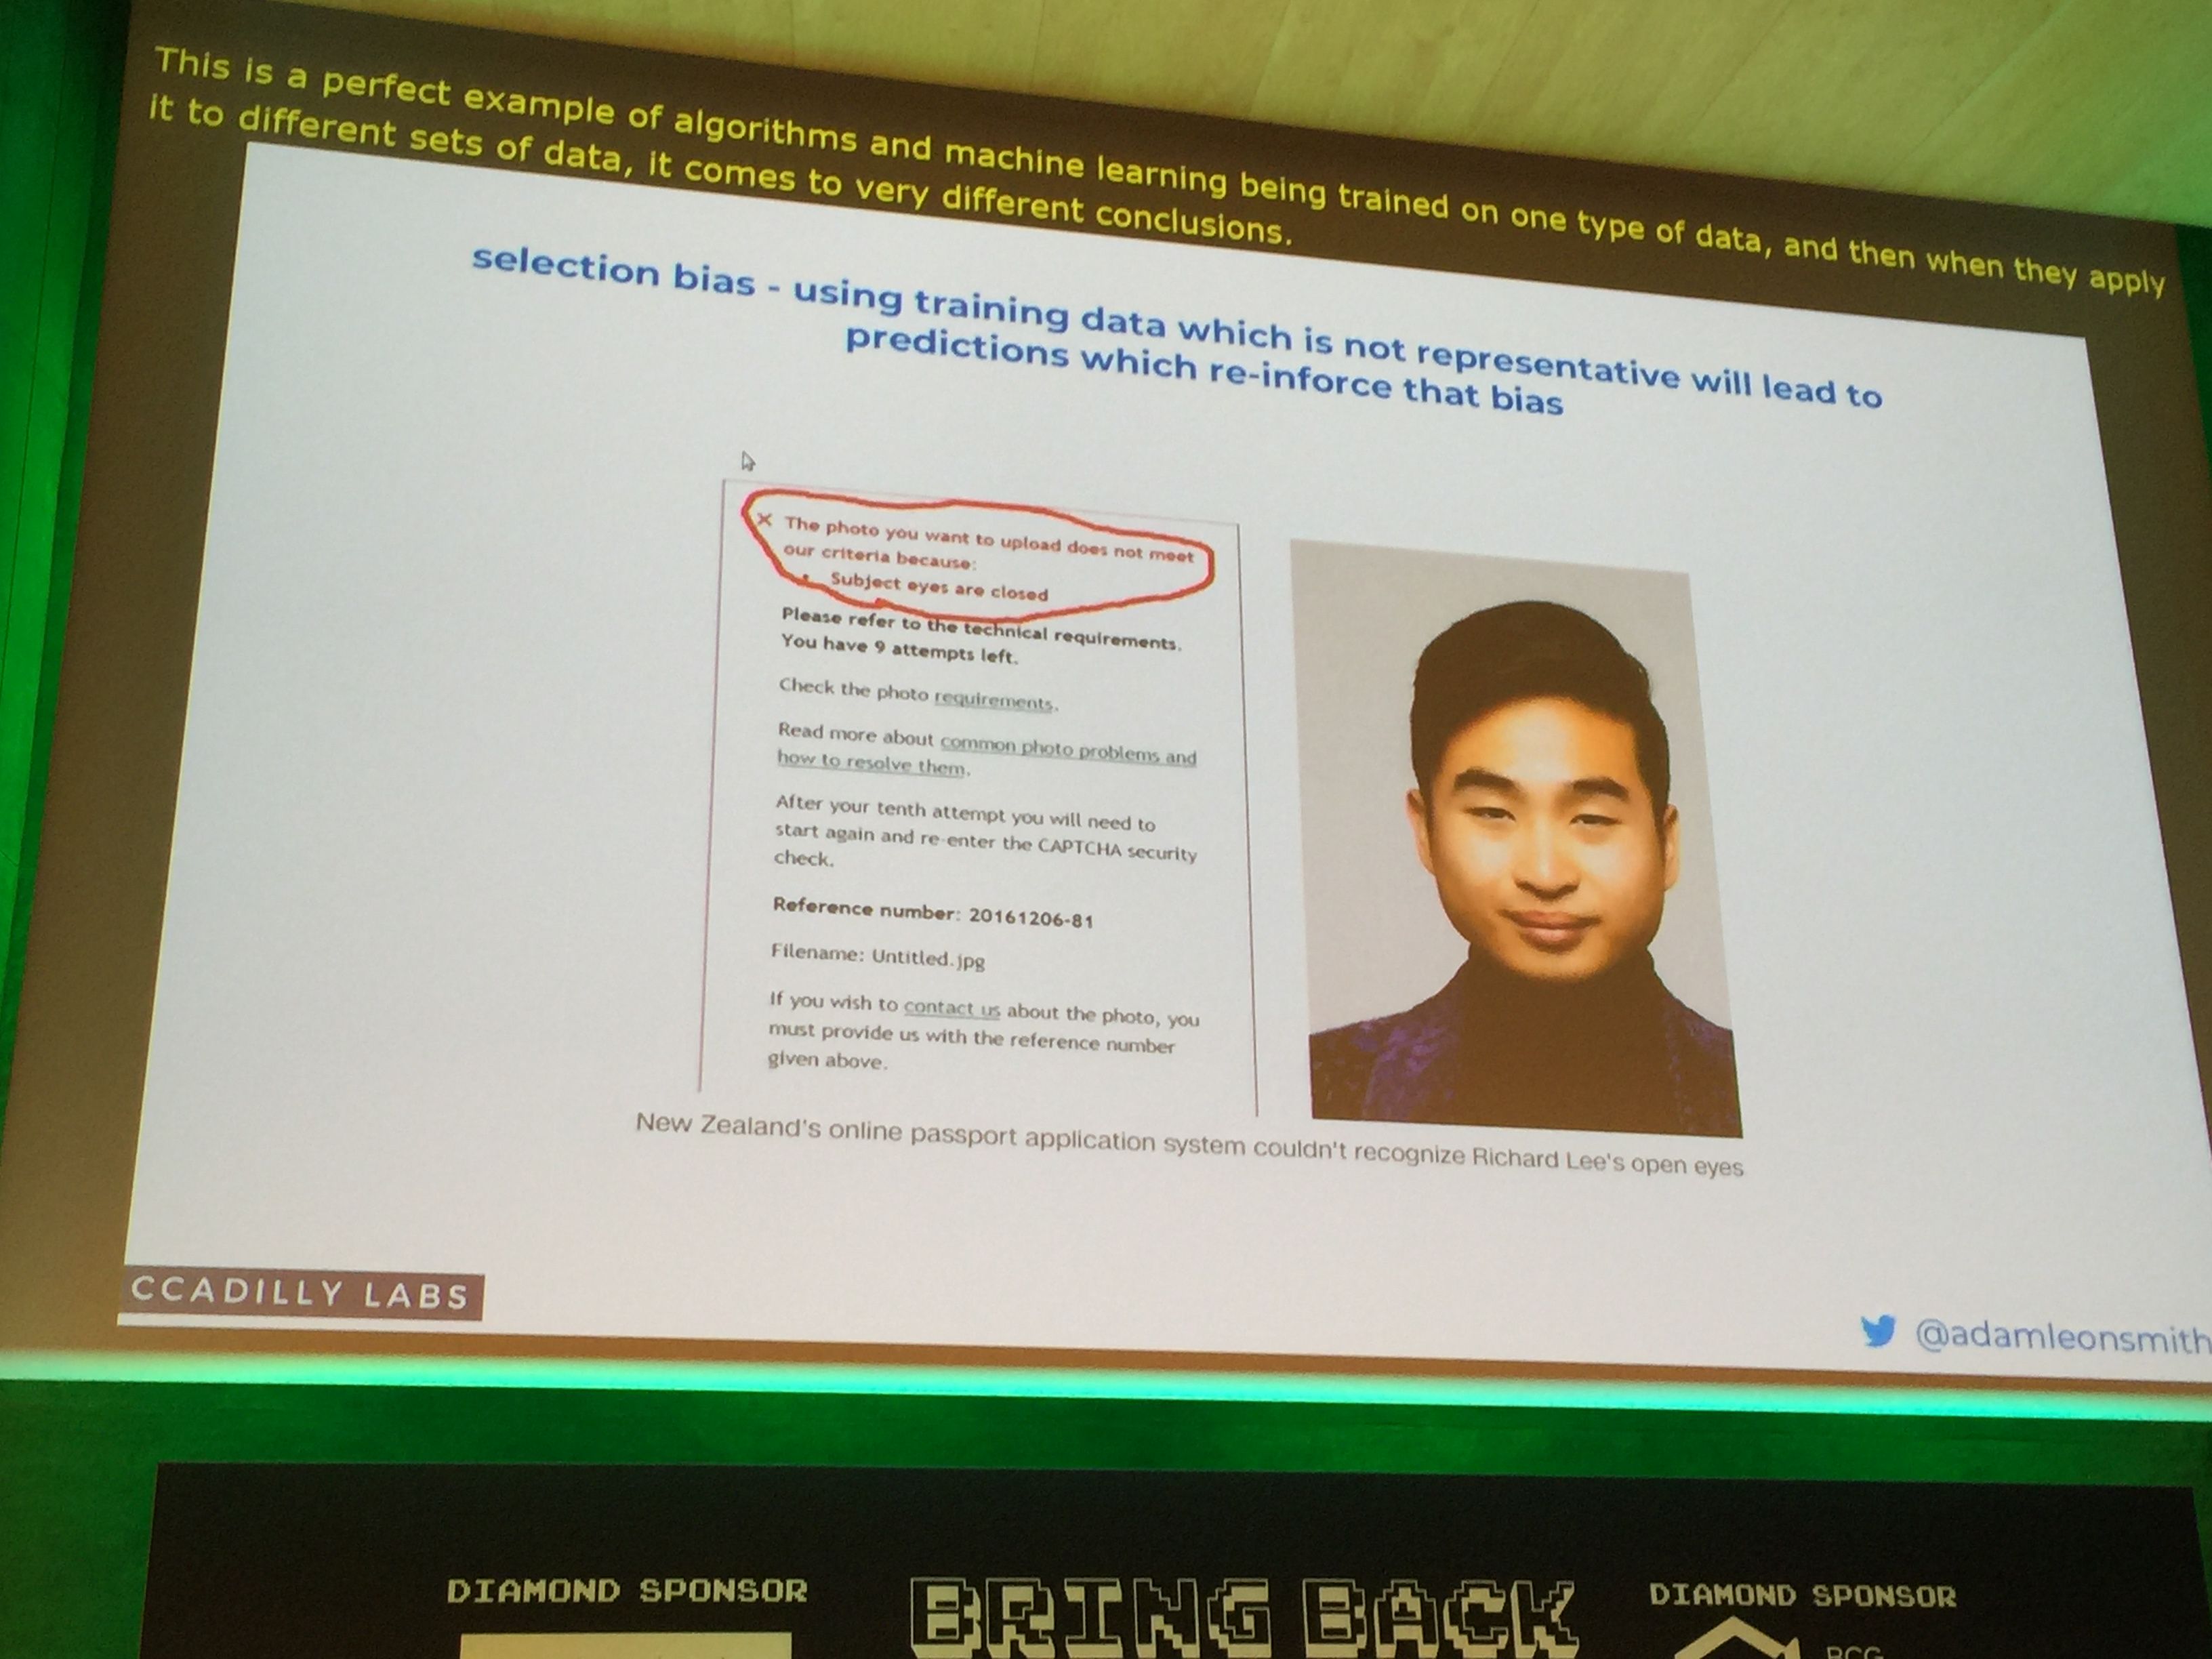 This is a perfect example of algorithms and machine learning being trained on one type of data, and then when they apply
it to different sets of data, it comes to very different conclusions.
selection bias - using training data which is not representative will lead to
predictions which re-inforce that bias
The photo you want to upload does not meet
our criteria because:
Subject eyes are closed
Please refer to the technical requirements.
You have 9 attempts left.
Check the photo requirements.
Read more about common photo problems and
how to resolve them.
After your tenth attempt you will need to
start again and re-enter the CAPTCHA security
check.
Reference number: 20161206-81
Filename: Untitled.jpg
If you wish to contact us about the photo, you
must provide us with the reference number
given above.
New Zealand's online passport application system couldn't recognize Richard Lee's open eyes
CCADILLY LABS
@adamleonsmith
DIAMOND SPONSOR
BRING BACK
DIAMOND SPONSOR